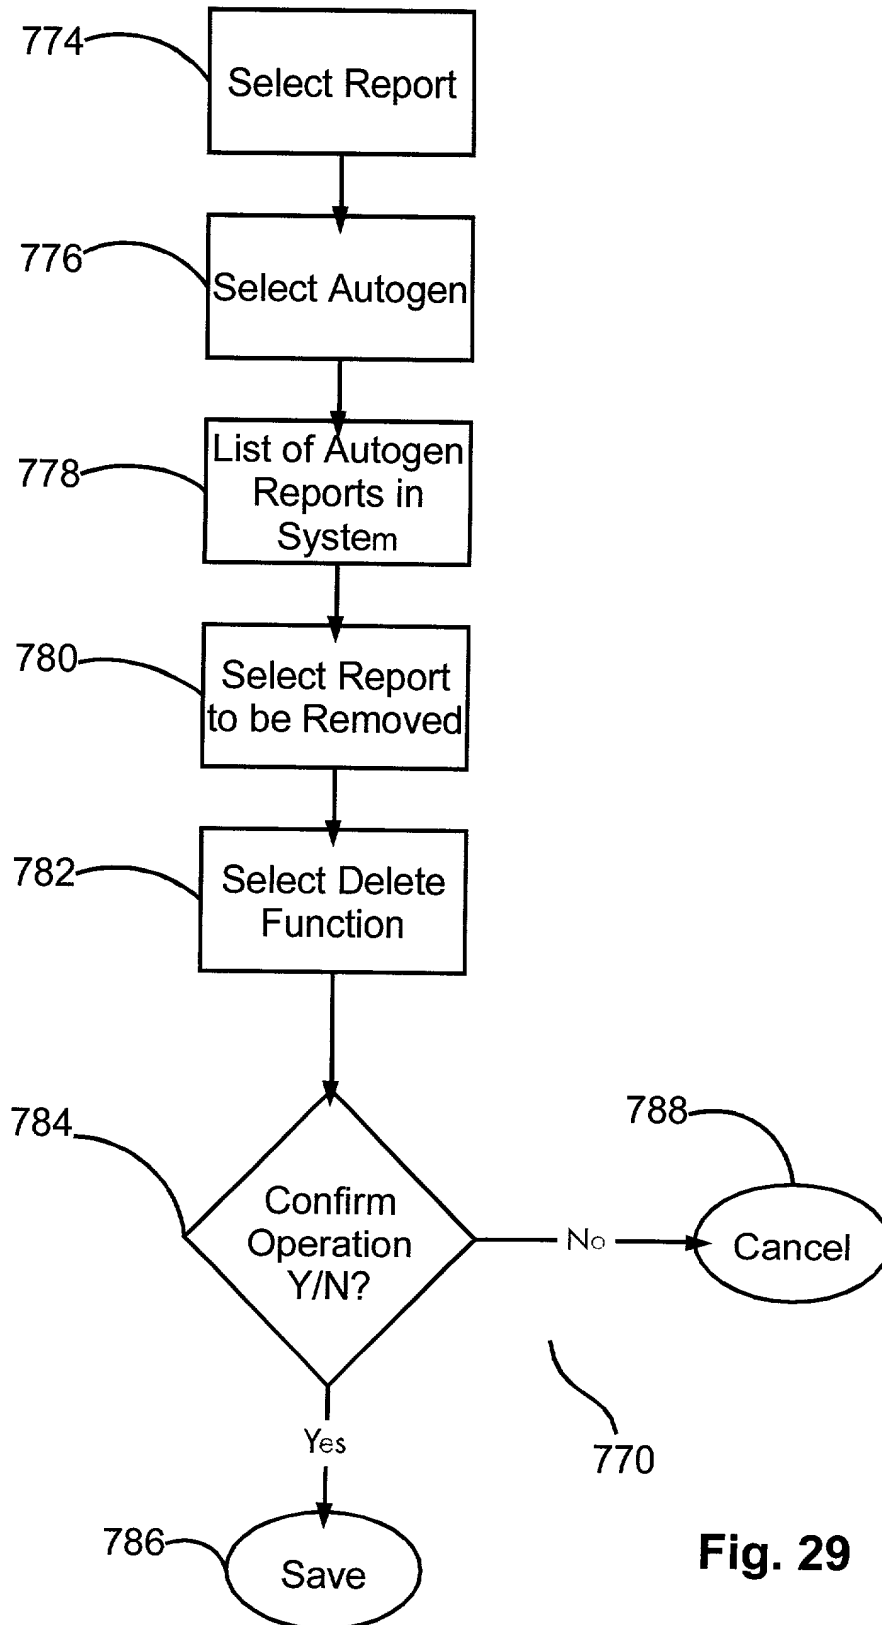 774
Select Report
776
Select Autogen
778
List of Autogen
Reports in
System
780
Select Report
to be Removed
782
Select Delete
Function
784
Confirm
Operation
Y/N?
No
788
Cancel
770
Yes
786
Save
Fig. 29